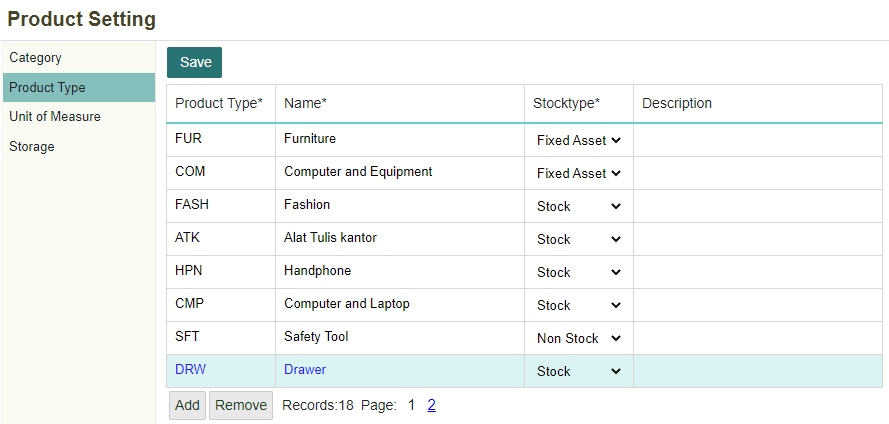 Product Setting
Category
Product Type
Unit of Measure
Storage
Save
Product Type* Name* Stocktype* Description
FUR Furniture Fixed Asset
COM Computer and Equipment Fixed Asset
FASH Fashion Stock
ATK Alat Tulis kantor Stock
HPN Handphone Stock
CMP Computer and Laptop Stock
SFT Safety Tool Non Stock
DRW Drawer Stock
Add Remove Records:18 Page: 1 2